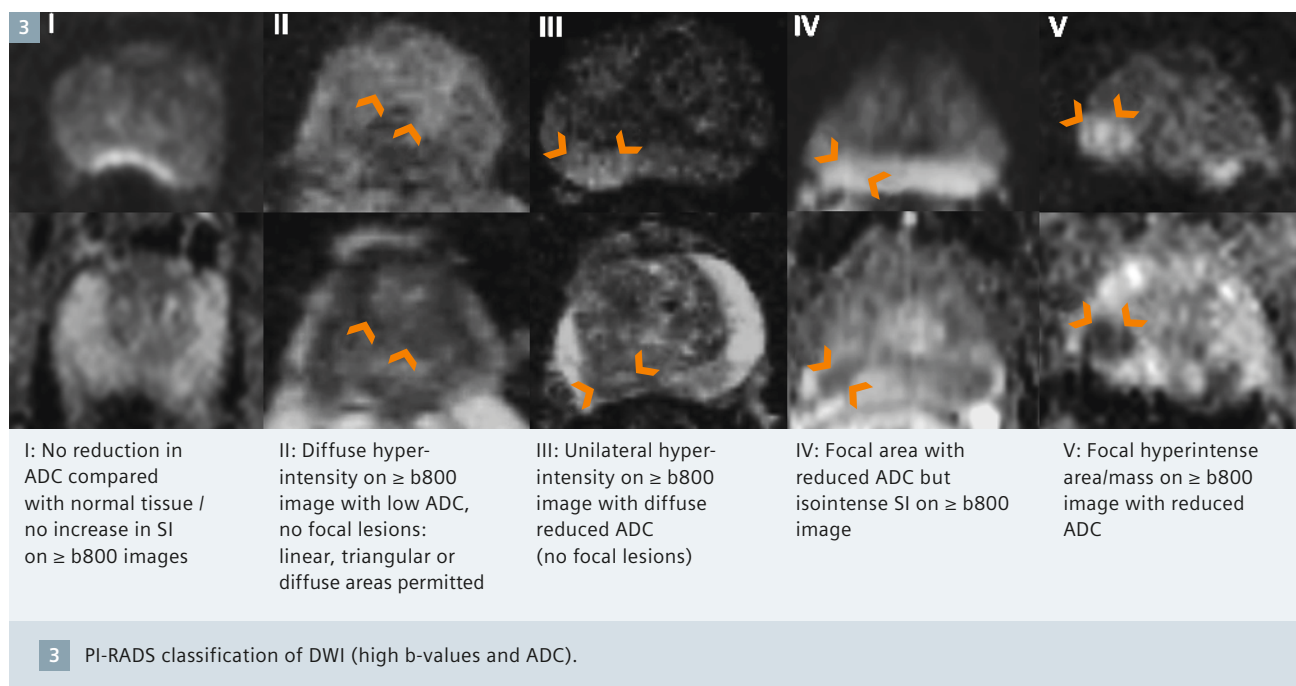 3
I
II
III
IV
V
I: No reduction in
ADC compared
with normal tissue /
no increase in SI
on ≥ b800 images
II: Diffuse hyper-
intensity on ≥ b800
image with low ADC,
no focal lesions:
linear, triangular or
diffuse areas permitted
III: Unilateral hyper-
intensity on ≥ b800
image with diffuse
reduced ADC
(no focal lesions)
IV: Focal area with
reduced ADC but
isointense SI on ≥ b800
image
V: Focal hyperintense
area/mass on ≥ b800
image with reduced
ADC
3 PI-RADS classification of DWI (high b-values and ADC).